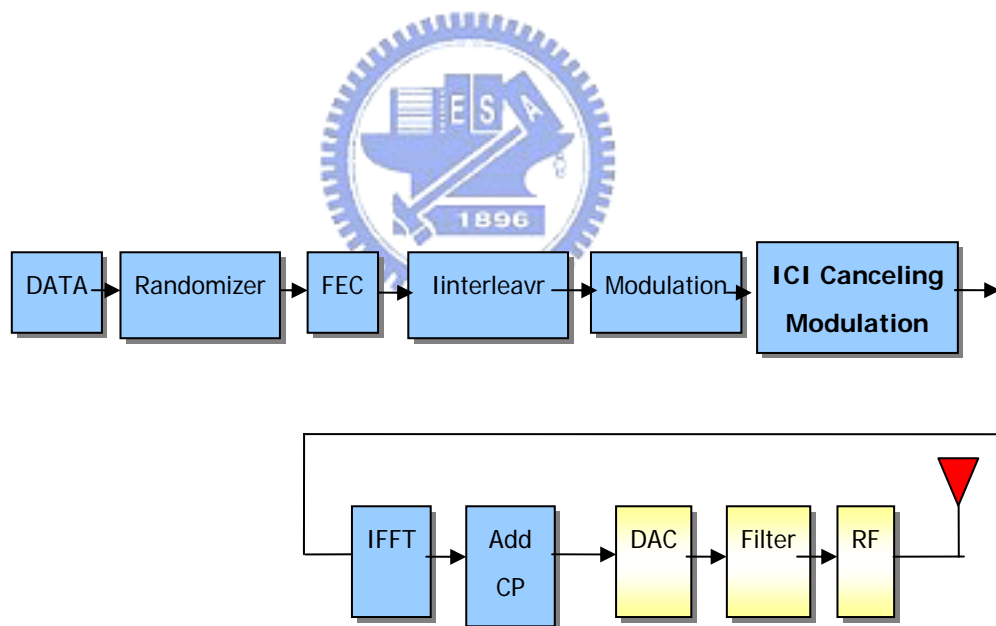 E S A
1896
DATA
Randomizer
FEC
Iinterleavr
Modulation
ICI Canceling
Modulation
IFFT
Add
CP
DAC
Filter
RF